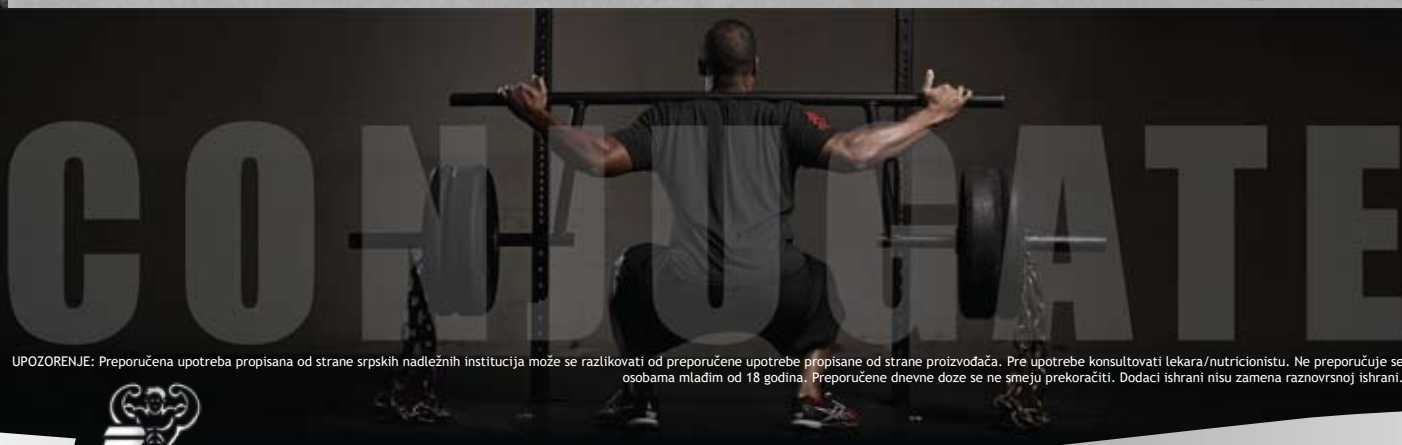 CONJUGATE
UPOZORENJE: Preporučena upotreba propisana od strane srpskih nadležnih institucija može se razlikovati od preporučene upotrebe propisane od strane proizvođača. Pre upotrebe konsultovati lekara/nutricionistu. Ne preporučuje se
osobama mlađim od 18 godina. Preporučene dnevne doze se ne smeju prekoračiti. Dodaci ishrani nisu zamena raznovrsnoj ishrani.